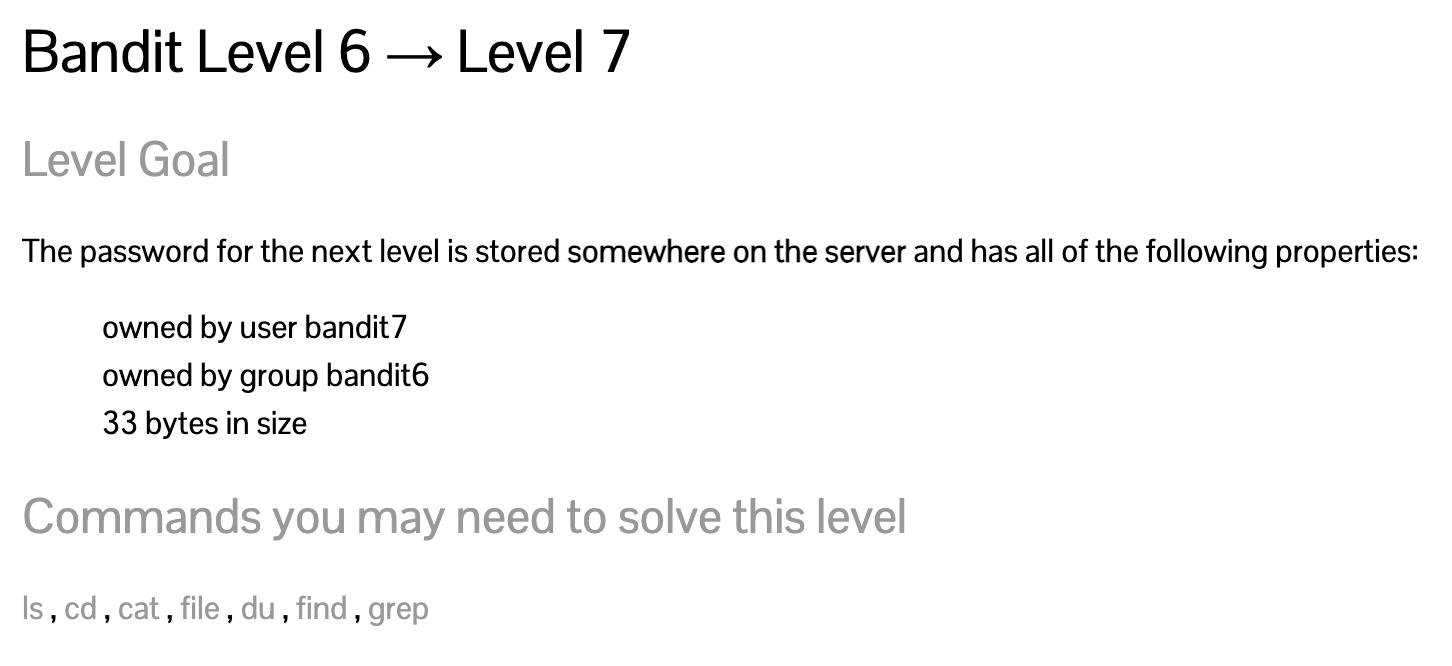 Bandit Level 6 → Level 7
Level Goal
The password for the next level is stored somewhere on the server and has all of the following properties:
owned by user bandit7
owned by group bandit6
33 bytes in size
Commands you may need to solve this level
ls , cd , cat , file , du , find , grep